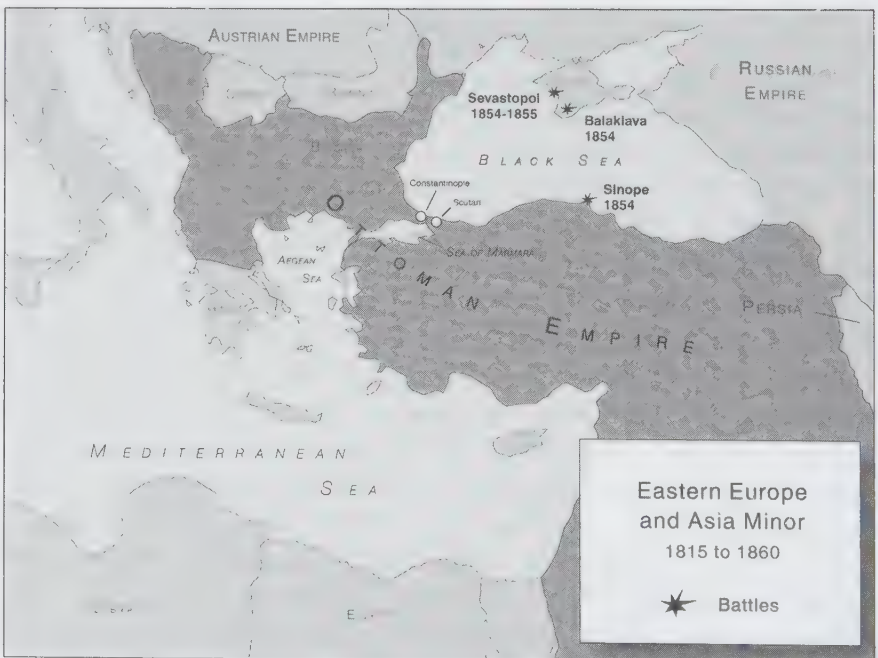 AUSTRIAN EMPIRE
RUSSIAN
EMPIRE
Sevastopol
1854-1855
Balaklava
1854
BLACK SEA
Constantinople
Scutari
Sinope
1854
SEA OF MARMARA
AEGEAN
SEA
OTTOMAN
EMPIRE
PERSIA
MEDITERRANEAN
SEA
Eastern Europe
and Asia Minor
1815 to 1860
Battles